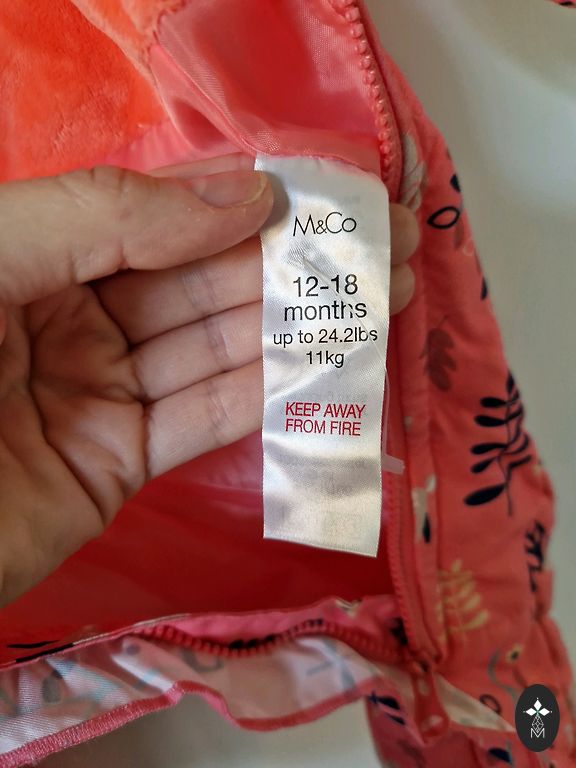 M&Co
12-18
months
up to 24.2lbs
11kg
KEEP AWAY
FROM FIRE